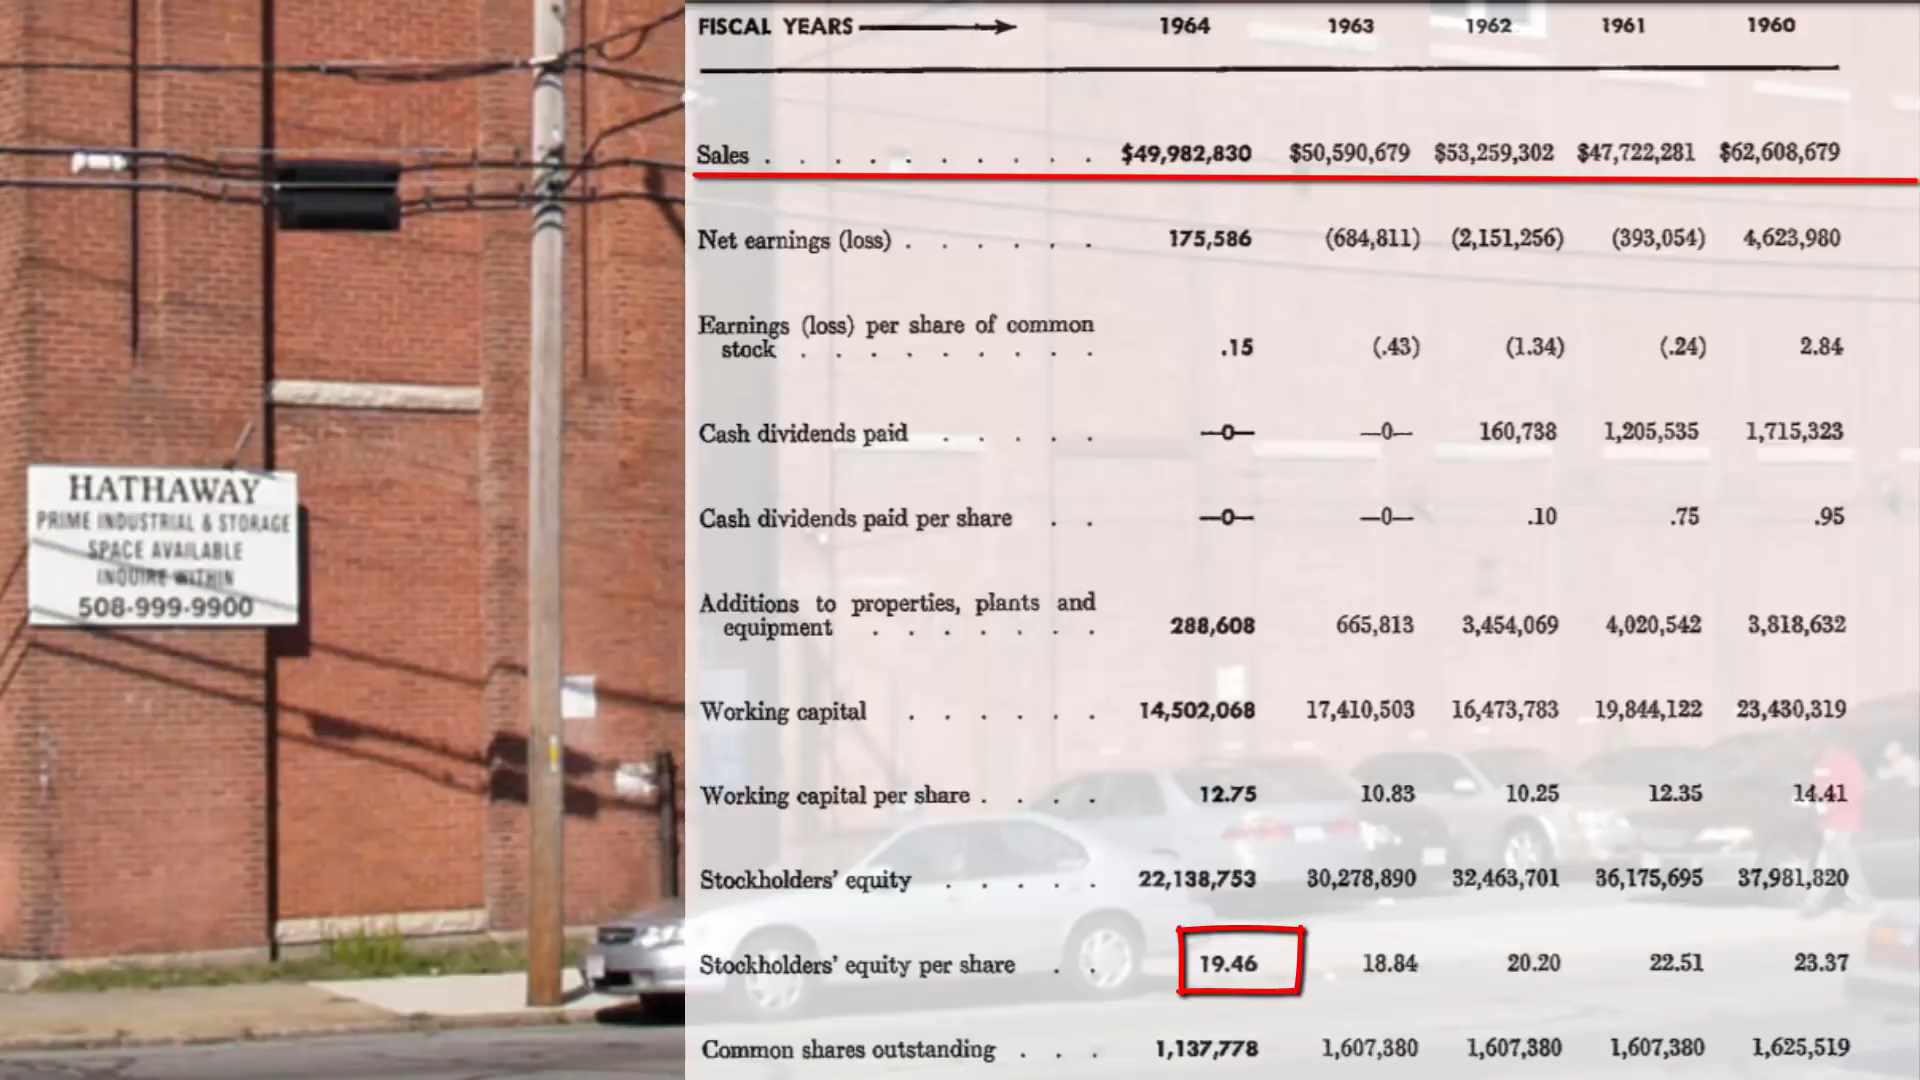 HATHAWAY
PRIME INDUSTRIAL & STORAGE
SPACE AVAILABLE
INQUIRE WITHIN
508-999-9900
FISCAL YEARS 1964 1963 1962 1961 1960
Sales . . . . . . . . . . $49,982,830 $50,590,679 $53,259,302 $47,722,281 $62,608,679
Net earnings (loss) . . . . . . 175,586 (684,811) (2,151,256) (393,054) 4,623,980
Earnings (loss) per share of common
stock . . . . . . . . . .15 (.43) (1.34) (.24) 2.84
Cash dividends paid . . . . —0— —0— 160,738 1,205,535 1,715,323
Cash dividends paid per share . . —0— —0— .10 .75 .95
Additions to properties, plants and
equipment . . . . . . . 288,608 665,813 3,454,069 4,020,542 3,818,632
Working capital . . . . . . 14,502,068 17,410,503 16,473,783 19,844,122 23,430,319
Working capital per share . . . . 12.75 10.83 10.25 12.35 14.41
Stockholders' equity . . . . . 22,138,753 30,278,890 32,463,701 36,175,695 37,981,820
Stockholders' equity per share . . 19.46 18.84 20.20 22.51 23.37
Common shares outstanding . . . 1,137,778 1,607,380 1,607,380 1,607,380 1,625,519